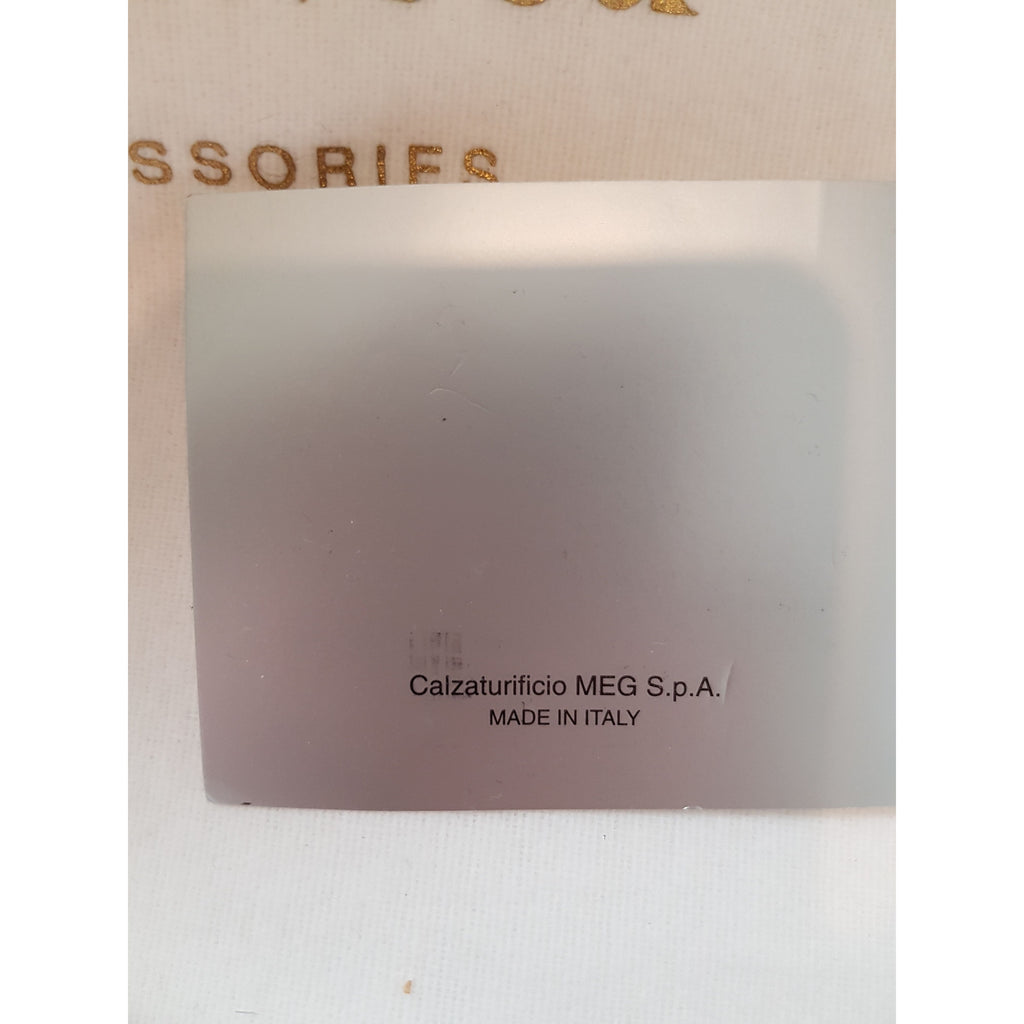 SSORIES
Calzaturificio MEG S.p.A.
MADE IN ITALY